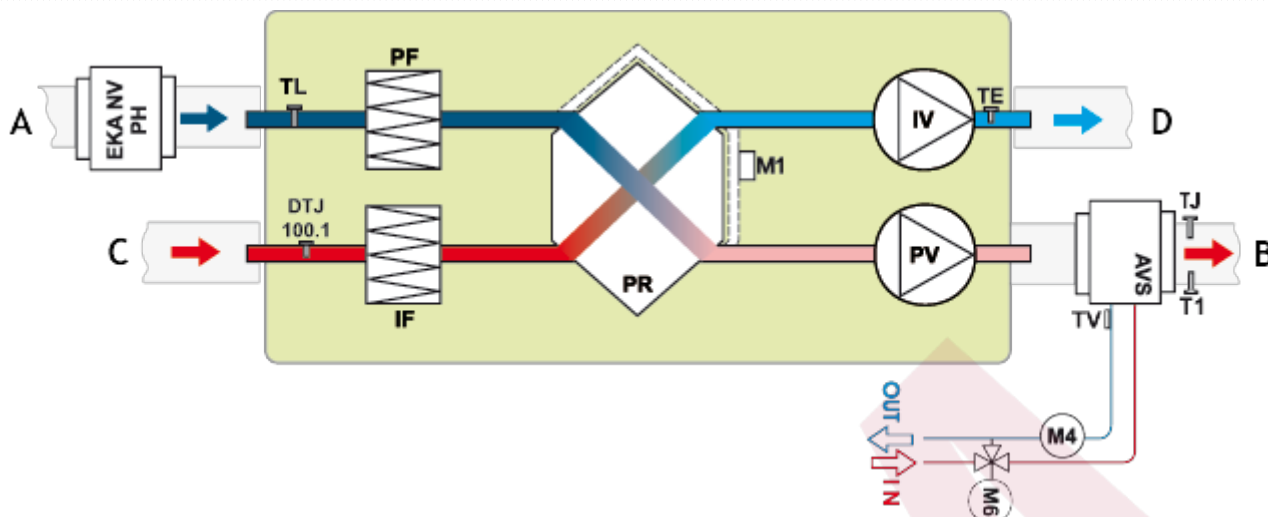 A
EKA NV
PH
TL
PF
IV
TE
D
M1
C
DTJ
100.1
IF
PR
PV
AVS
TJ
B
T1
TV
OUT
IN
M4
M6